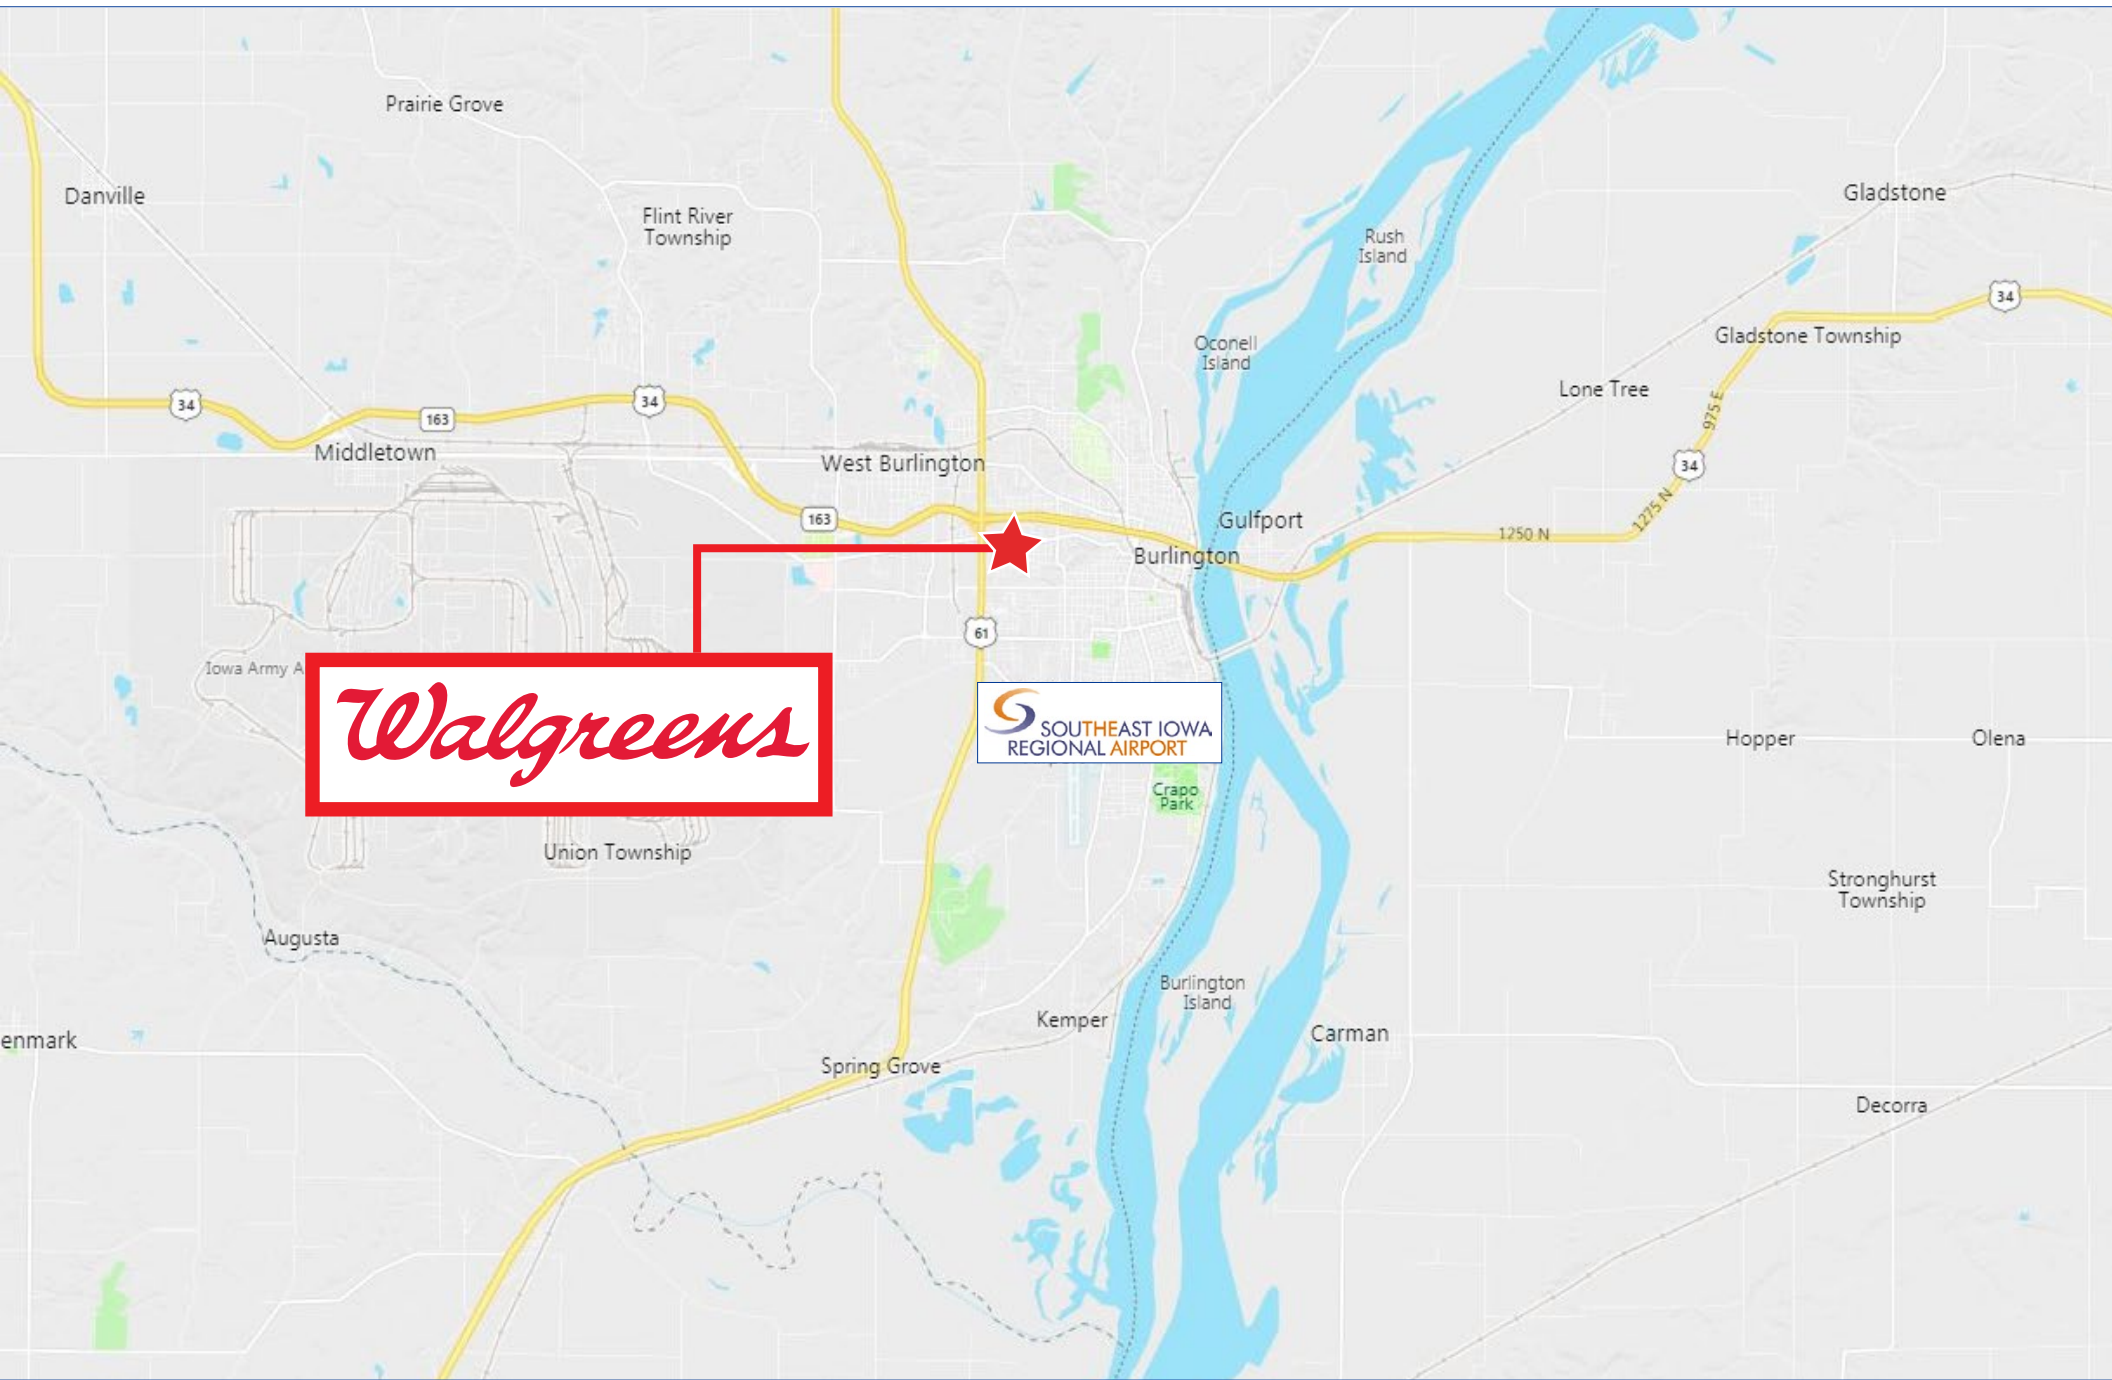 Prairie Grove
Danville
Gladstone
Flint River
Township
Rush
Island
34
Gladstone Township
Oconell
Island
Lone Tree
34
163
34
975 E
Middletown
West Burlington
34
1275 N
163
Gulfport
1250 N
Burlington
61
Iowa Army A
Walgreens
SOUTHEAST IOWA
REGIONAL AIRPORT
Hopper
Olena
Crapo
Park
Union Township
Stronghurst
Township
Augusta
Burlington
Island
Kemper
Carman
enmark
Spring Grove
Decorra